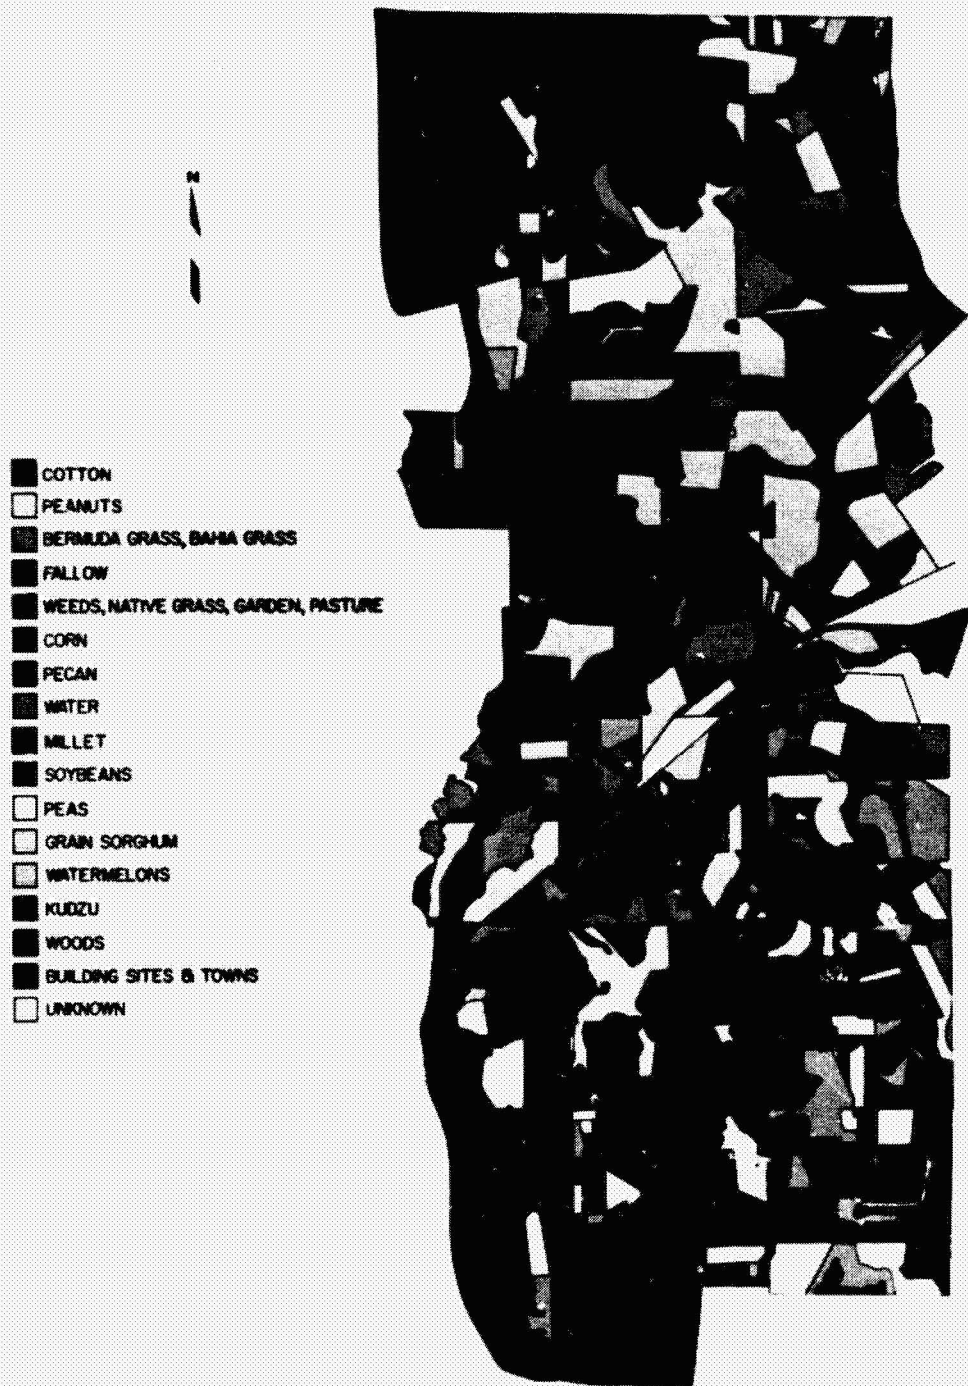 N
COTTON
PEANUTS
BERMUDA GRASS, BAHIA GRASS
FALLOW
WEEDS, NATIVE GRASS, GARDEN, PASTURE
CORN
PECAN
WATER
MILLET
SOYBEANS
PEAS
GRAIN SORGHUM
WATERMELONS
KUDZU
WOODS
BUILDING SITES & TOWNS
UNKNOWN